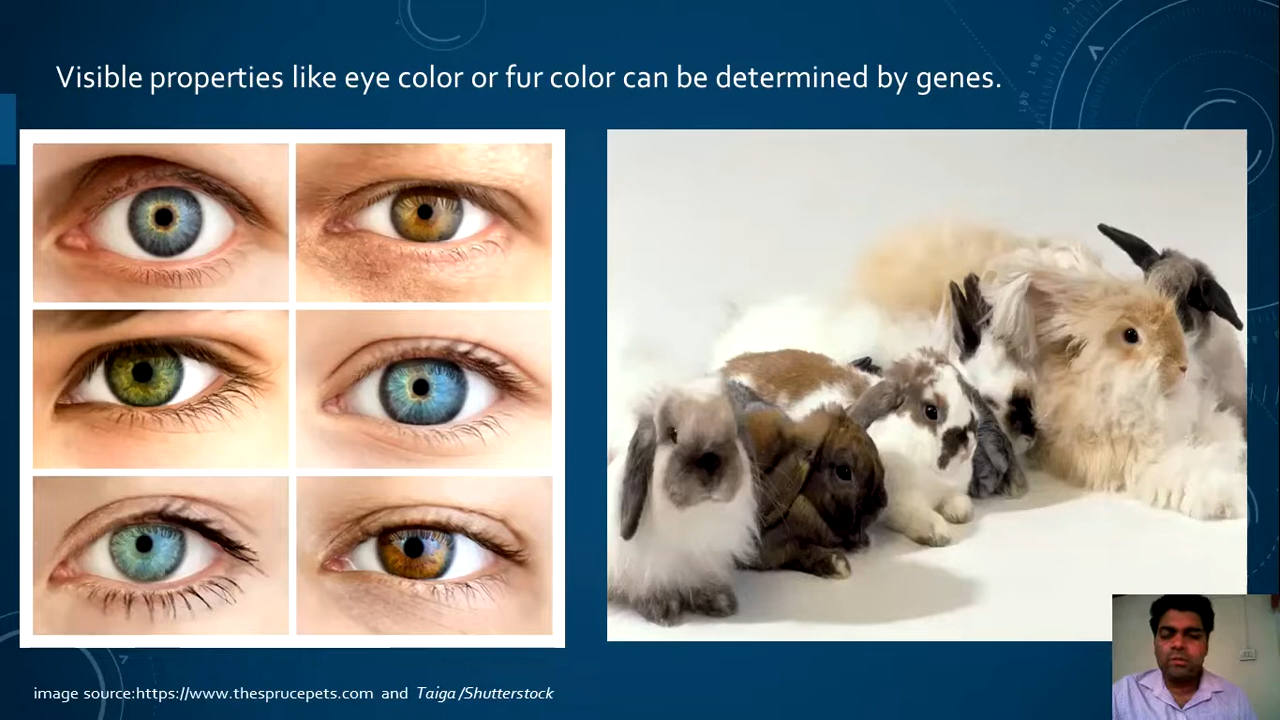 Visible properties like eye color or fur color can be determined by genes.
image source:https://www.thesprucepets.com and Taiga /Shutterstock